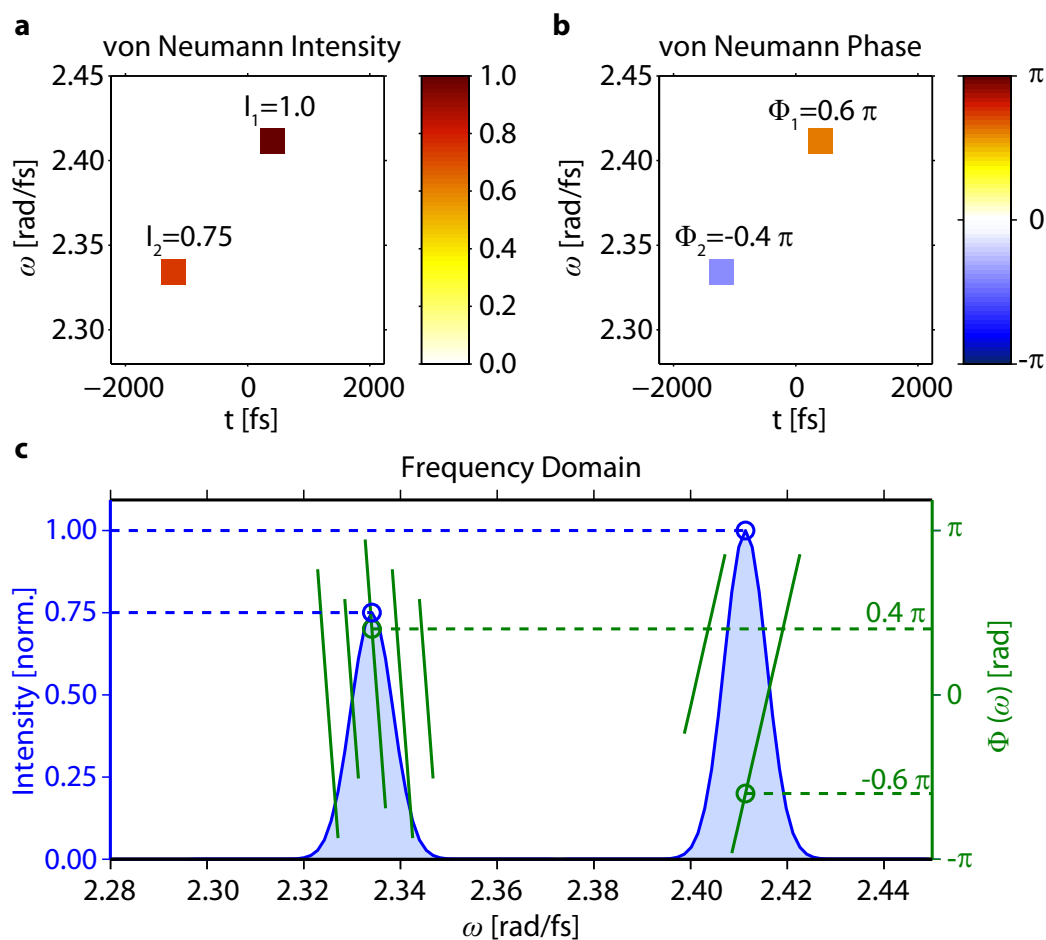 a
von Neumann Intensity
2.45
2.40
2.35
2.30
ω [rad/fs]
I1=1.0
I2=0.75
1.0
0.8
0.6
0.4
0.2
0.0
−2000
0
2000
t [fs]
b
von Neumann Phase
2.45
2.40
2.35
2.30
ω [rad/fs]
Φ1=0.6 π
Φ2=-0.4 π
π
0
-π
−2000
0
2000
t [fs]
c
Frequency Domain
1.00
0.75
0.50
0.25
0.00
Intensity [norm.]
0.4 π
-0.6 π
π
0
-π
Φ (ω) [rad]
2.28
2.30
2.32
2.34
2.36
2.38
2.40
2.42
2.44
ω [rad/fs]